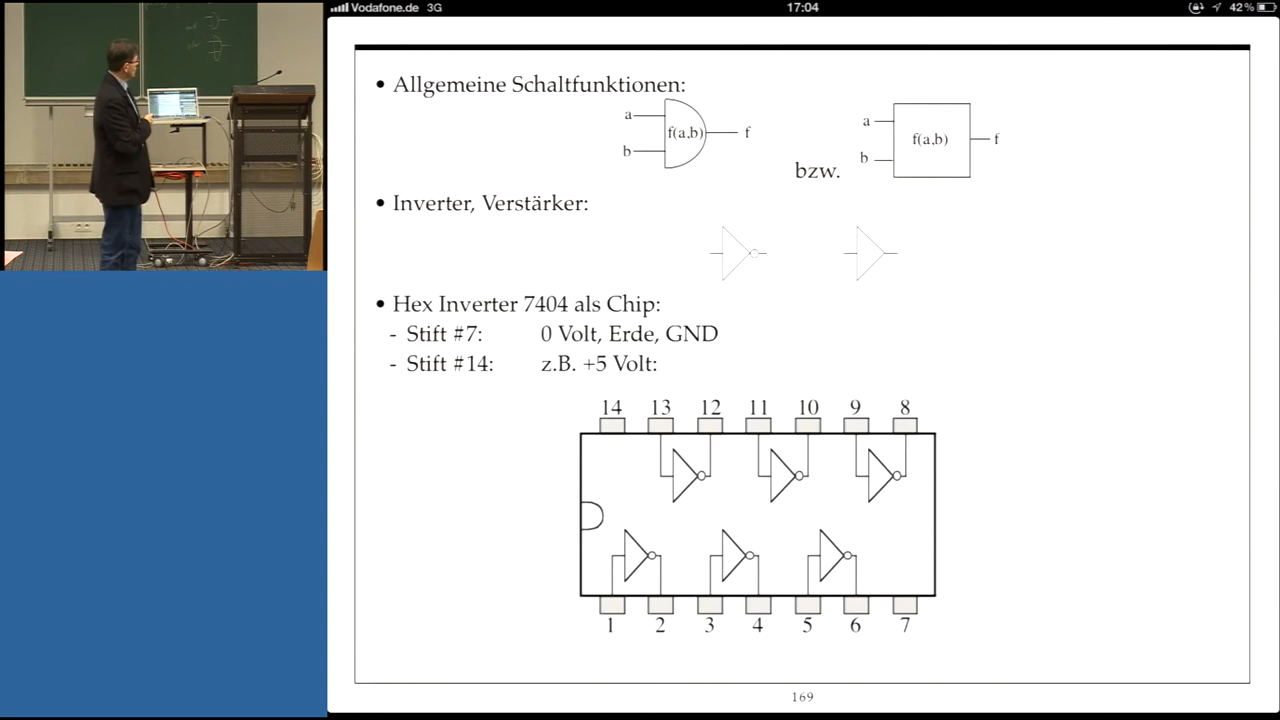 Vodafone.de 3G 17:04 42%
• Allgemeine Schaltfunktionen:
a b f(a,b) f
bzw.
a b f(a,b) f
• Inverter, Verstärker:
• Hex Inverter 7404 als Chip:
- Stift #7: 0 Volt, Erde, GND
- Stift #14: z.B. +5 Volt:
14 13 12 11 10 9 8
1 2 3 4 5 6 7
169